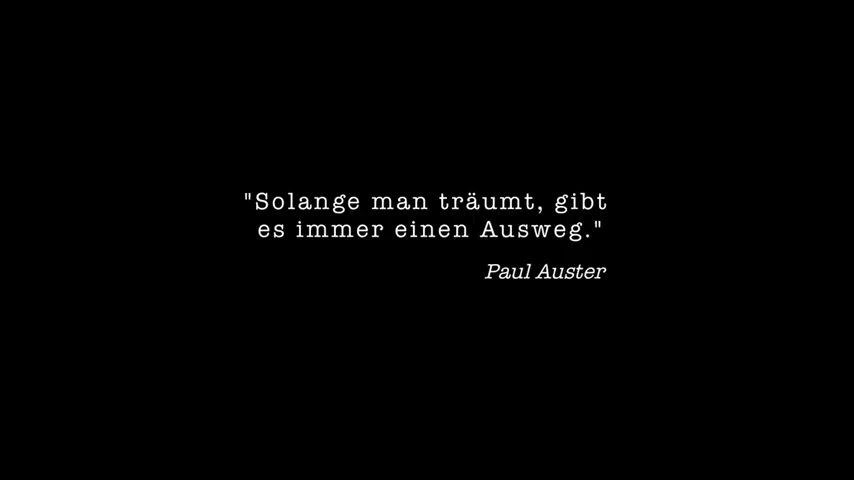 "Solange man träumt, gibt
es immer einen Ausweg."
Paul Auster